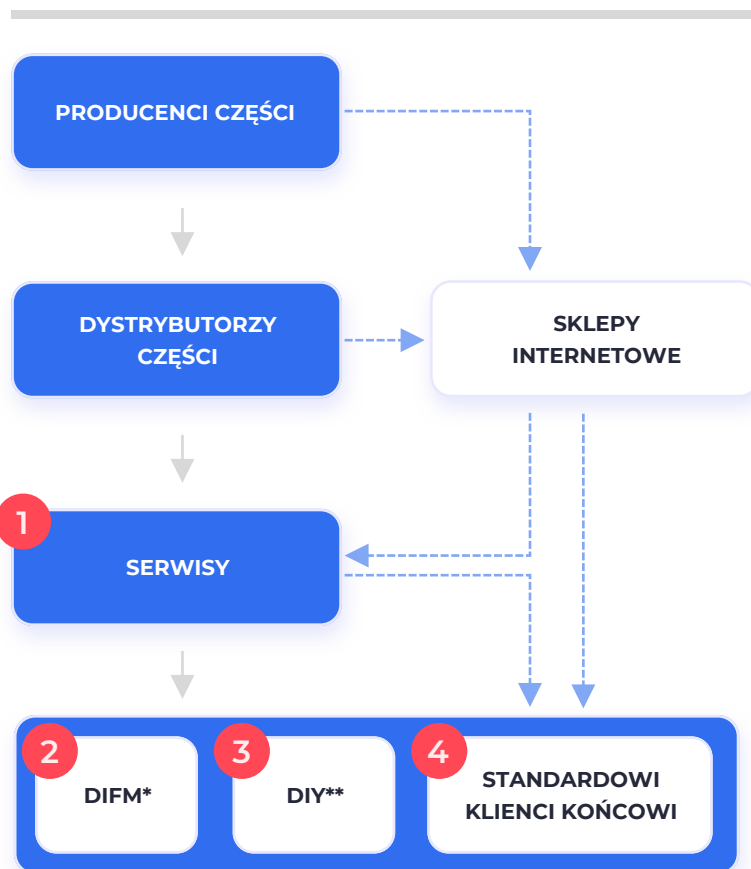 PRODUCENCI CZĘŚCI
DYSTRYBUTORZY
CZĘŚCI
SKLEPY
INTERNETOWE
1
SERWISY
2
DIFM*
3
DIY**
4
STANDARDOWI
KLIENCI KOŃCOWI